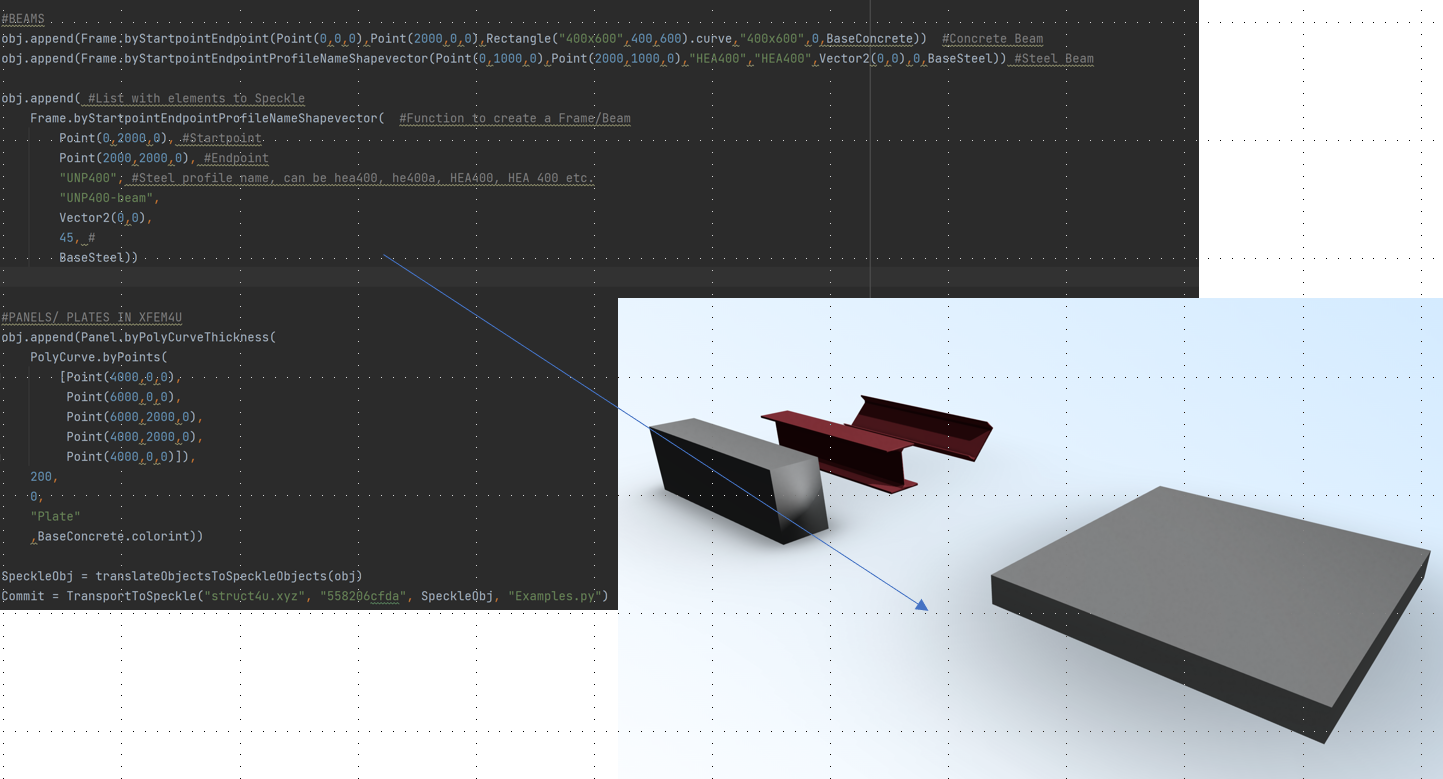 #BEAMS
obj.append(Frame.byStartpointEndpoint(Point(0,0,0),Point(2000,0,0),Rectangle("400x600",400,600).curve,"400x600",0,BaseConcrete))  #Concrete Beam
obj.append(Frame.byStartpointEndpointProfileNameShapevector(Point(0,1000,0),Point(2000,1000,0),"HEA400","HEA400",Vector2(0,0),0,BaseSteel)) #Steel Beam
obj.append( #List with elements to Speckle
    Frame.byStartpointEndpointProfileNameShapevector(  #Function to create a Frame/Beam
        Point(0,2000,0), #Startpoint
        Point(2000,2000,0), #Endpoint
        "UNP400", #Steel profile name, can be hea400, he400a, HEA400, HEA 400 etc.
        "UNP400-beam",
        Vector2(0,0),
        45, #
        BaseSteel))
#PANELS/ PLATES IN XFEM4U
obj.append(Panel.byPolyCurveThickness(
    PolyCurve.byPoints(
        [Point(4000,0,0),
         Point(6000,0,0),
         Point(6000,2000,0),
         Point(4000,2000,0),
         Point(4000,0,0)]),
    200,
    0,
    "Plate"
    ,BaseConcrete.colorint))
SpeckleObj = translateObjectsToSpeckleObjects(obj)
Commit = TransportToSpeckle("struct4u.xyz", "558206cfda", SpeckleObj, "Examples.py")